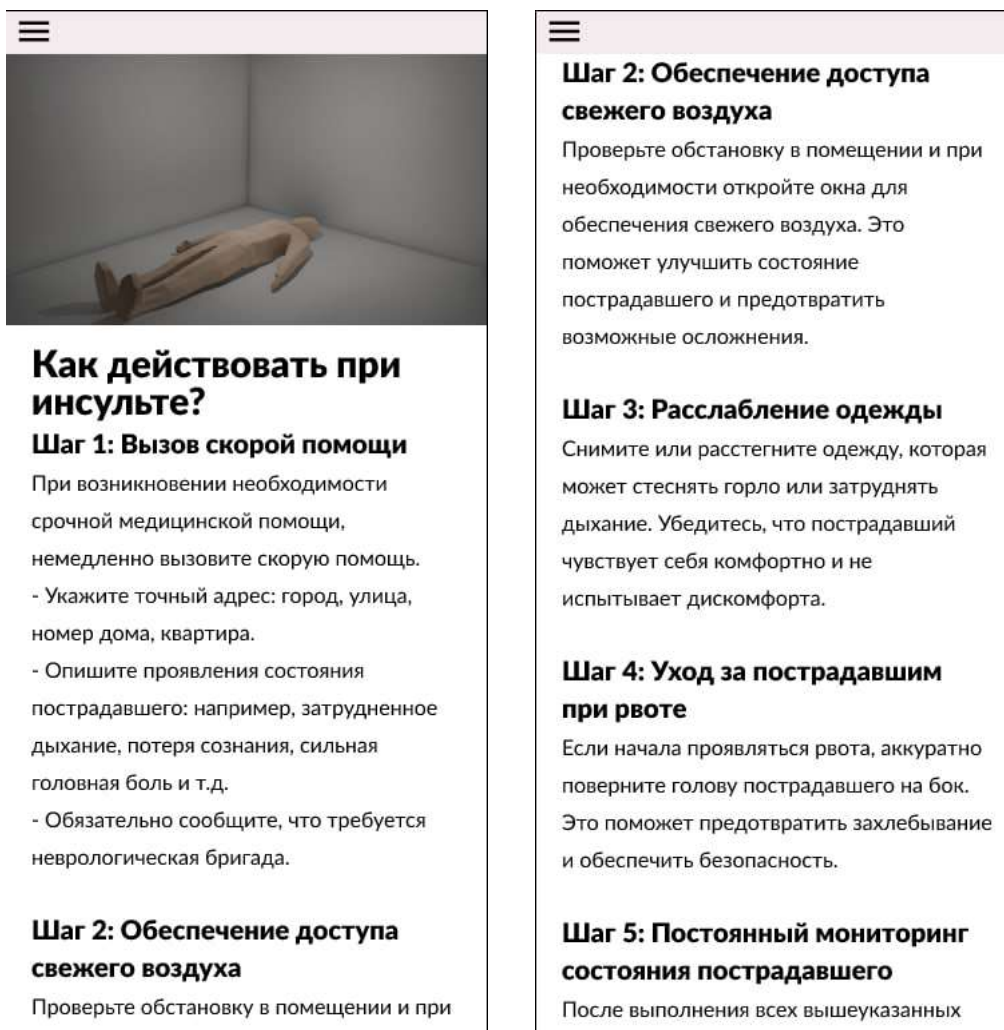 Как действовать при
инсульте?
Шаг 1: Вызов скорой помощи
При возникновении необходимости
срочной медицинской помощи,
немедленно вызовите скорую помощь.
- Укажите точный адрес: город, улица,
номер дома, квартира.
- Опишите проявления состояния
пострадавшего: например, затрудненное
дыхание, потеря сознания, сильная
головная боль и т.д.
- Обязательно сообщите, что требуется
неврологическая бригада.
Шаг 2: Обеспечение доступа
свежего воздуха
Проверьте обстановку в помещении и при
Шаг 2: Обеспечение доступа
свежего воздуха
Проверьте обстановку в помещении и при
необходимости откройте окна для
обеспечения свежего воздуха. Это
поможет улучшить состояние
пострадавшего и предотвратить
возможные осложнения.
Шаг 3: Расслабление одежды
Снимите или расстегните одежду, которая
может стеснять горло или затруднять
дыхание. Убедитесь, что пострадавший
чувствует себя комфортно и не
испытывает дискомфорта.
Шаг 4: Уход за пострадавшим
при рвоте
Если начала проявляться рвота, аккуратно
поверните голову пострадавшего на бок.
Это поможет предотвратить захлебывание
и обеспечить безопасность.
Шаг 5: Постоянный мониторинг
состояния пострадавшего
После выполнения всех вышеуказанных